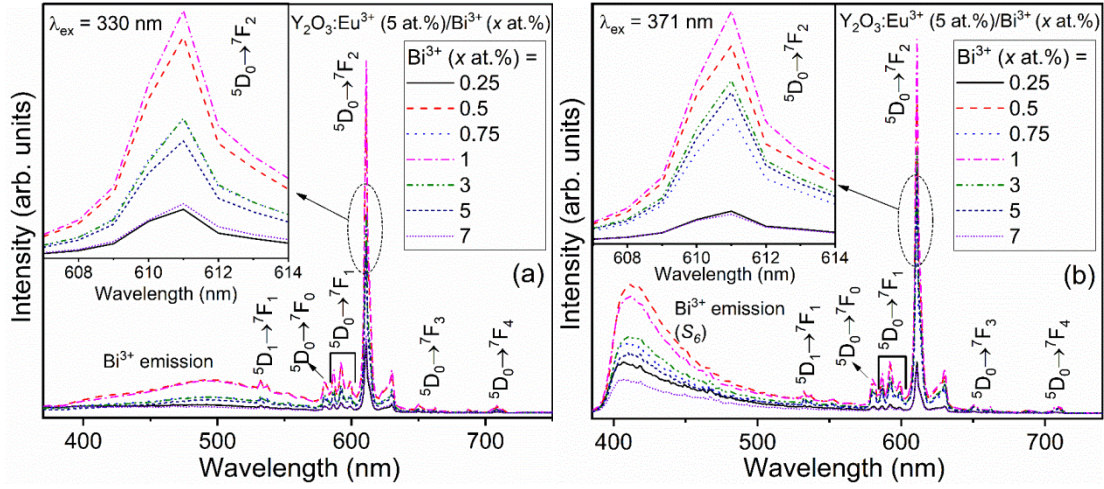 λex = 330 nm
Y₂O₃:Eu³⁺ (5 at.%)/Bi³⁺ (x at.%)
⁵D₀→⁷F₂
⁵D₀→⁷F₂
Bi³⁺ (x at.%) =
0.25
0.5
0.75
1
3
5
7
608 610 612 614
Wavelength (nm)
(a)
Intensity (arb. units)
Bi³⁺ emission
⁵D₁→⁷F₁
⁵D₀→⁷F₀
⁵D₀→⁷F₁
⁵D₀→⁷F₃
⁵D₀→⁷F₄
400 500 600 700
Wavelength (nm)
λex = 371 nm
Y₂O₃:Eu³⁺ (5 at.%)/Bi³⁺ (x at.%)
⁵D₀→⁷F₂
⁵D₀→⁷F₂
Bi³⁺ (x at.%) =
0.25
0.5
0.75
1
3
5
7
608 610 612 614
Wavelength (nm)
(b)
Intensity (arb. units)
Bi³⁺ emission
(S₆)
⁵D₁→⁷F₁
⁵D₀→⁷F₀
⁵D₀→⁷F₁
⁵D₀→⁷F₃
⁵D₀→⁷F₄
400 500 600 700
Wavelength (nm)